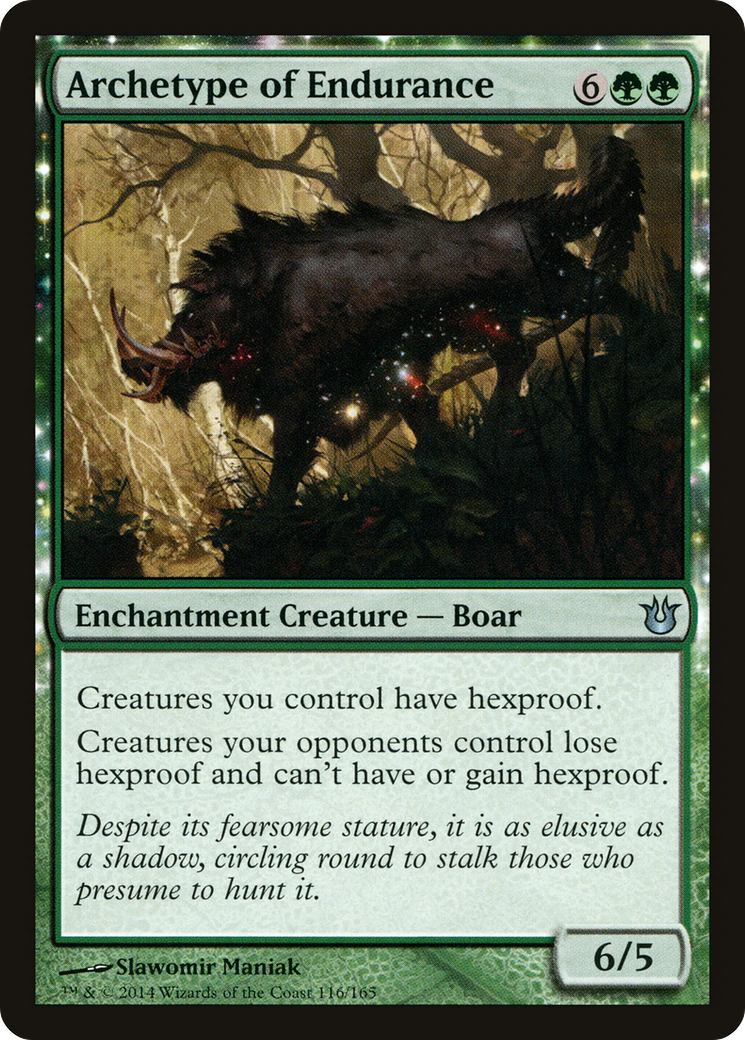 Archetype of Endurance 6
Enchantment Creature — Boar
Creatures you control have hexproof.
Creatures your opponents control lose
hexproof and can't have or gain hexproof.
Despite its fearsome stature, it is as elusive as
a shadow, circling round to stalk those who
presume to hunt it.
6/5
Slawomir Maniak
™ & © 2014 Wizards of the Coast 116/165